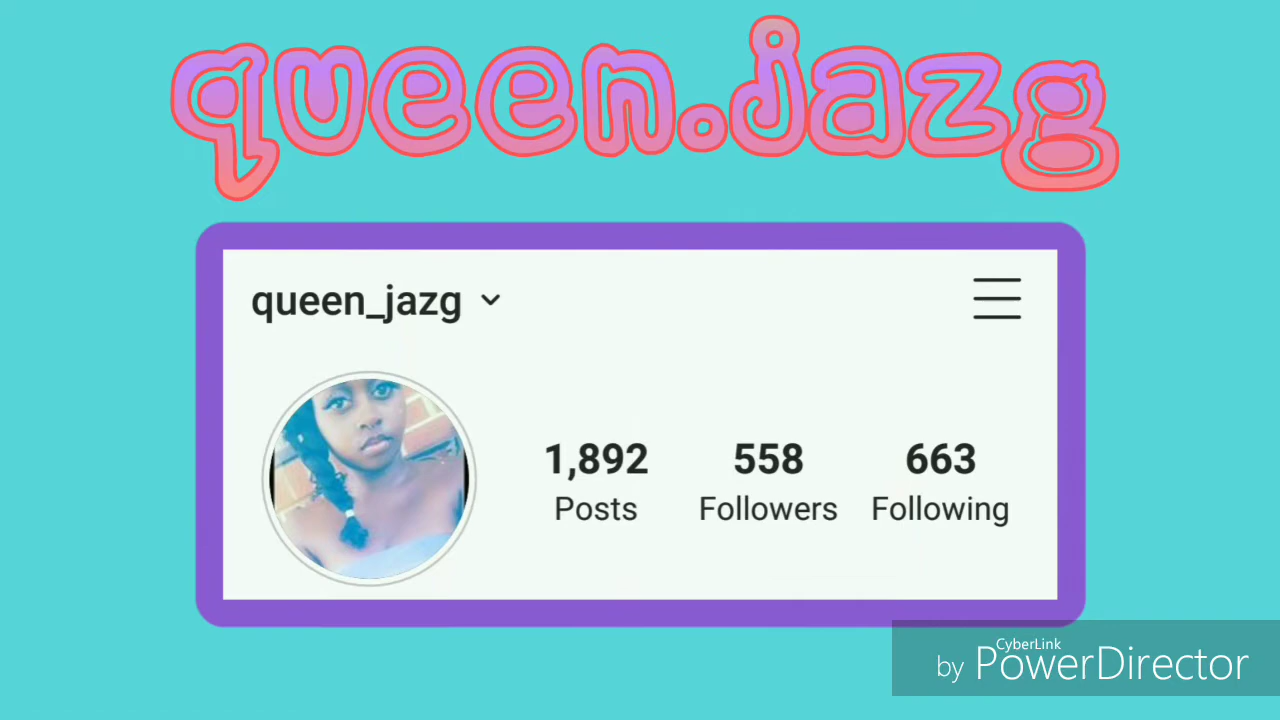 queen.jazg
queen_jazg
1,892 558 663
Posts Followers Following
CyberLink
by PowerDirector